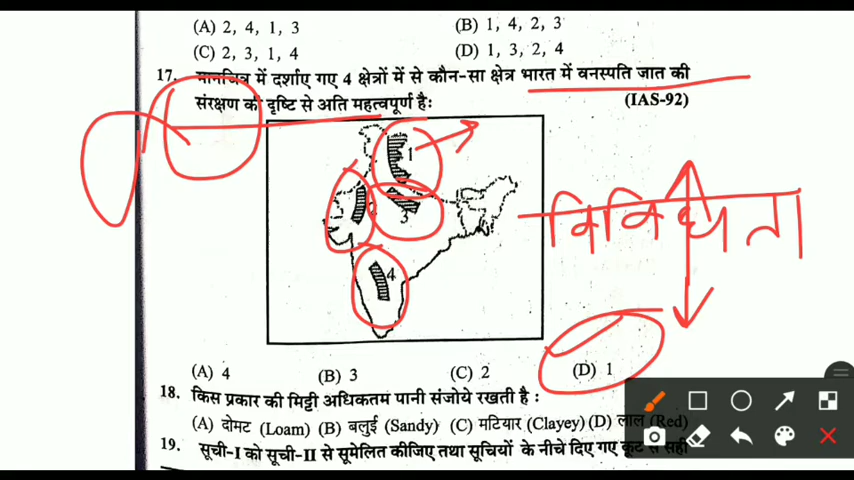 (A) 2, 4, 1, 3 (B) 1, 4, 2, 3
(C) 2, 3, 1, 4 (D) 1, 3, 2, 4
17. मानचित्र में दर्शाए गए 4 क्षेत्रों में से कौन-सा क्षेत्र भारत में वनस्पति जात की
संरक्षण की दृष्टि से अति महत्वपूर्ण है: (IAS-92)
1
2
3
4
विविधता
(A) 4 (B) 3 (C) 2 (D) 1
18. किस प्रकार की मिट्टी अधिकतम पानी संजोये रखती है :
(A) दोमट (Loam) (B) बलुई (Sandy) (C) मटियार (Clayey) (D) लाल (Red)
19. सूची-I को सूची-II से सुमेलित कीजिए तथा सूचियों के नीचे दिए गए कूट से सही